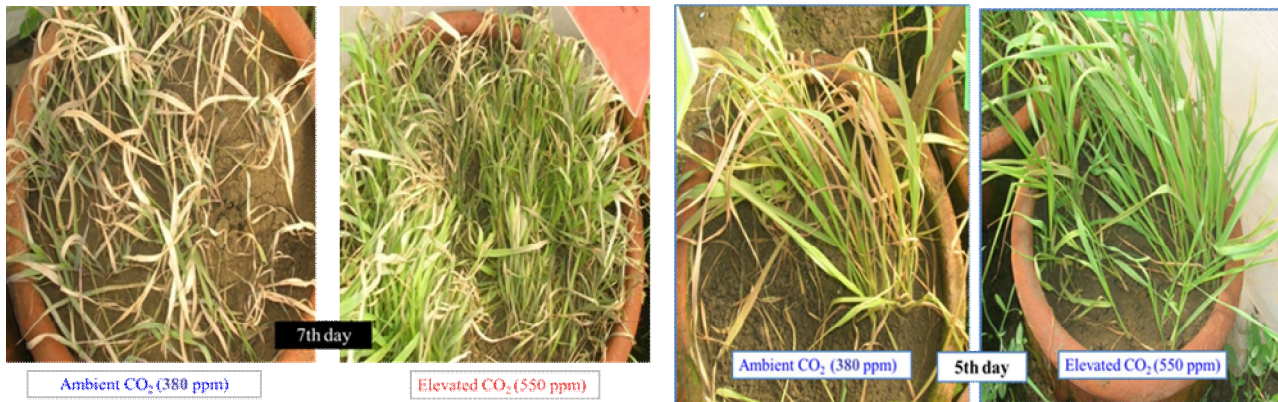 7th day
Ambient CO₂ (380 ppm)
Elevated CO₂ (550 ppm)
Ambient CO₂ (380 ppm)
5th day
Elevated CO₂ (550 ppm)